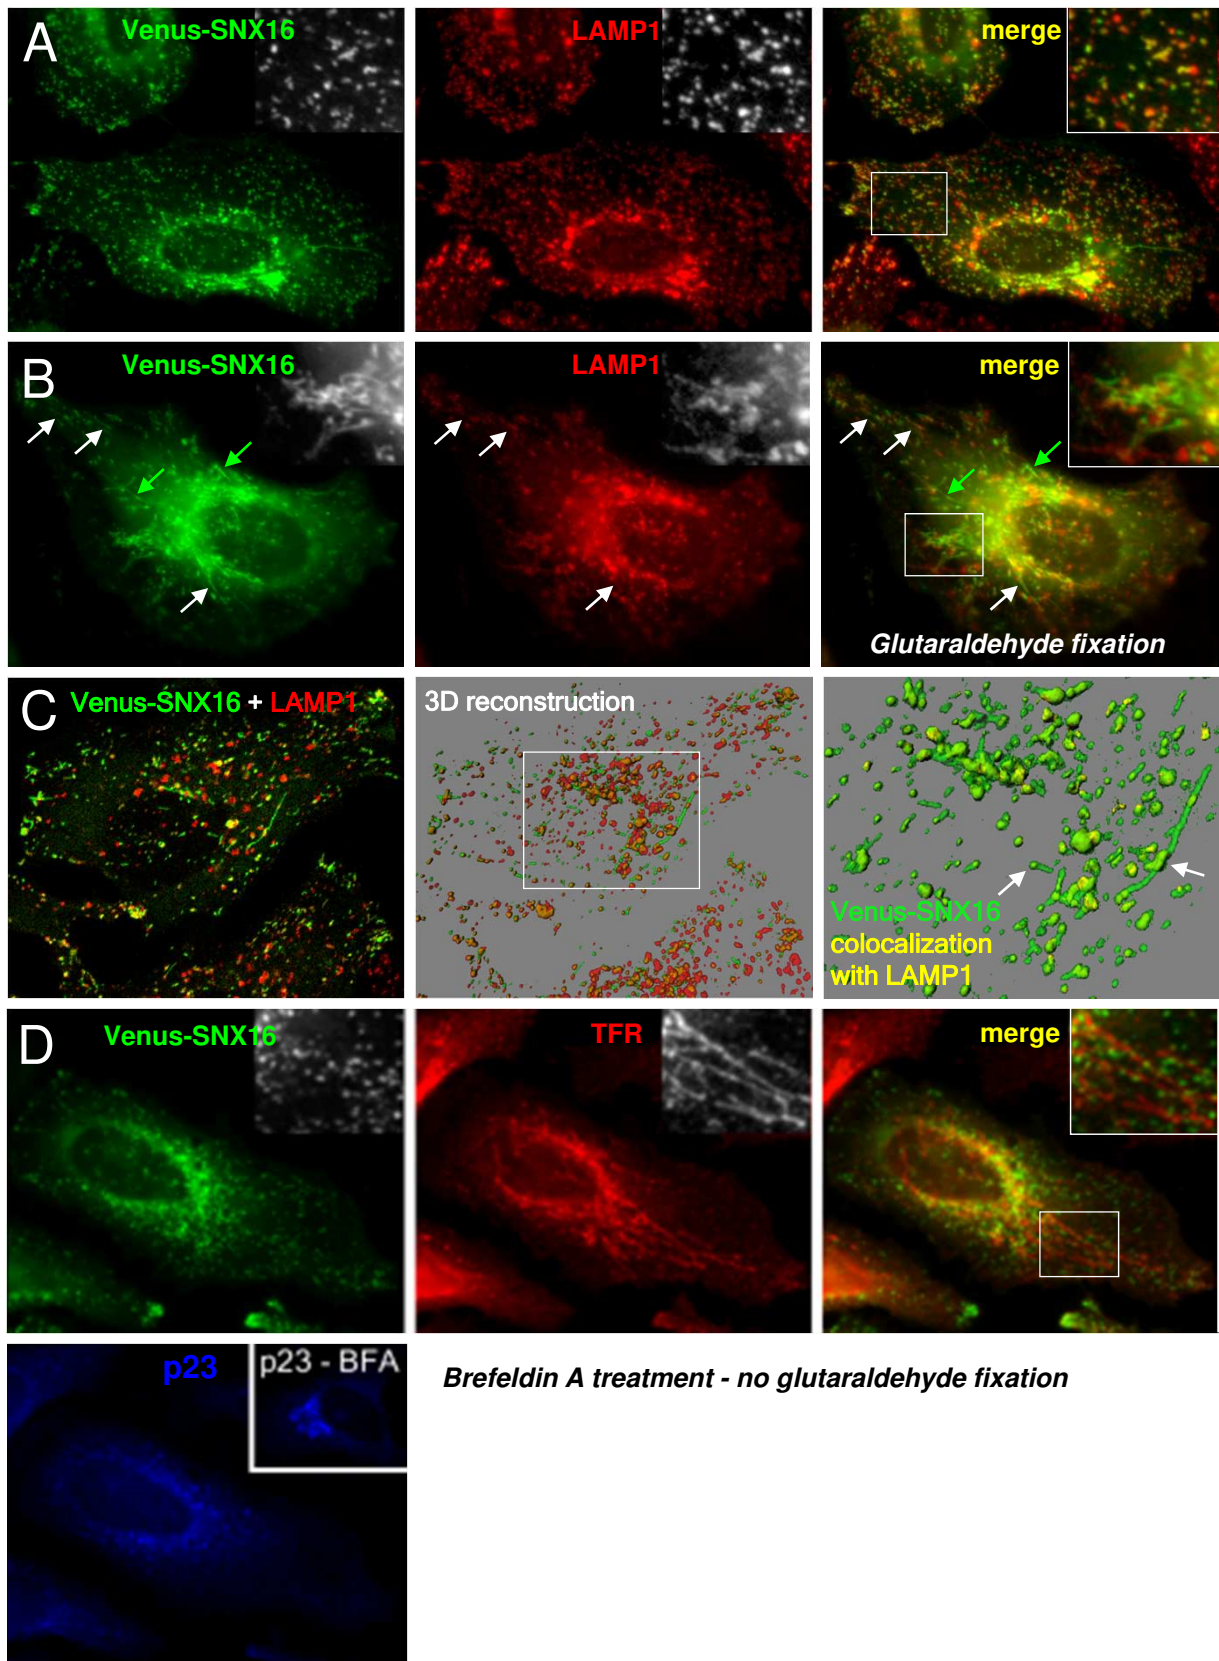 A
Venus-SNX16
LAMP1
merge
B
Venus-SNX16
LAMP1
merge
Glutaraldehyde fixation
C
Venus-SNX16 + LAMP1
3D reconstruction
Venus-SNX16
colocalization
with LAMP1
D
Venus-SNX16
TFR
merge
p23
p23 - BFA
Brefeldin A treatment - no glutaraldehyde fixation